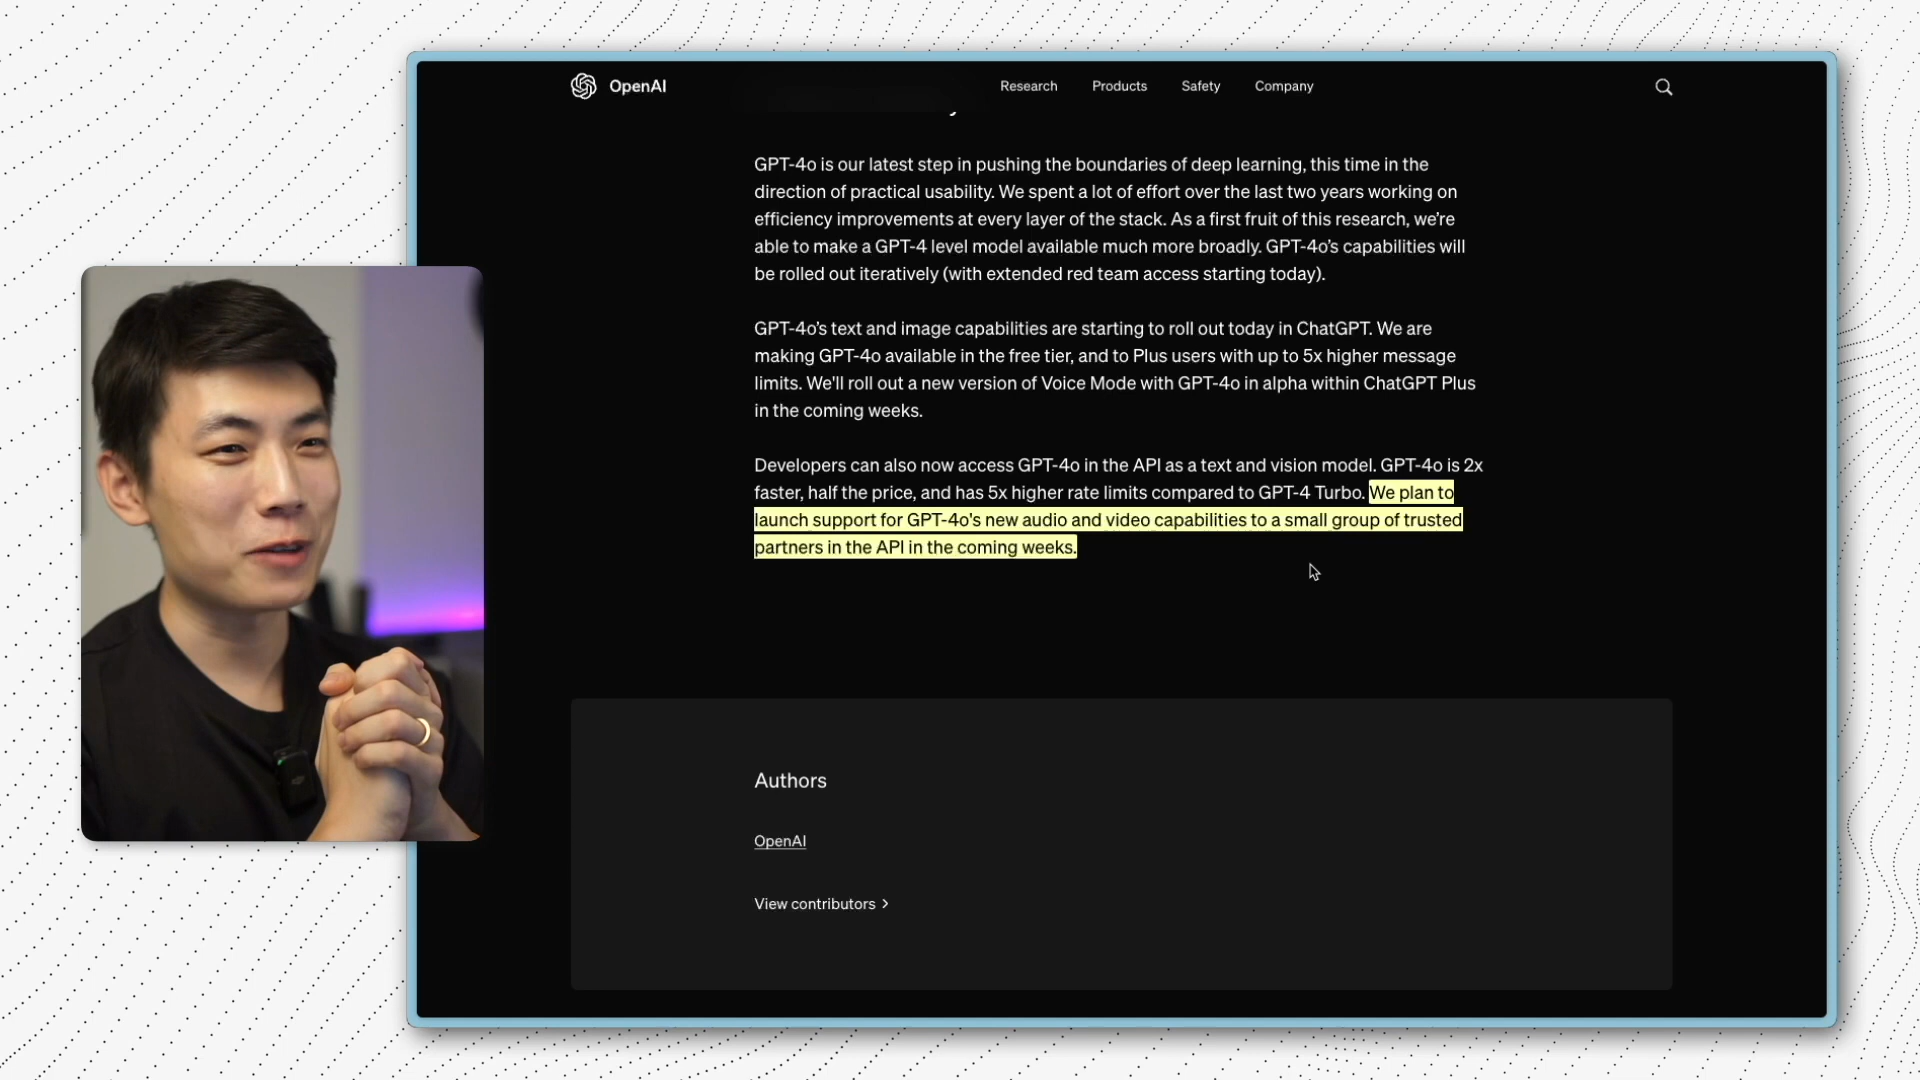 OpenAI
Research Products Safety Company
GPT-4o is our latest step in pushing the boundaries of deep learning, this time in the
direction of practical usability. We spent a lot of effort over the last two years working on
efficiency improvements at every layer of the stack. As a first fruit of this research, we’re
able to make a GPT-4 level model available much more broadly. GPT-4o’s capabilities will
be rolled out iteratively (with extended red team access starting today).
GPT-4o’s text and image capabilities are starting to roll out today in ChatGPT. We are
making GPT-4o available in the free tier, and to Plus users with up to 5x higher message
limits. We'll roll out a new version of Voice Mode with GPT-4o in alpha within ChatGPT Plus
in the coming weeks.
Developers can also now access GPT-4o in the API as a text and vision model. GPT-4o is 2x
faster, half the price, and has 5x higher rate limits compared to GPT-4 Turbo. We plan to
launch support for GPT-4o's new audio and video capabilities to a small group of trusted
partners in the API in the coming weeks.
Authors
OpenAI
View contributors